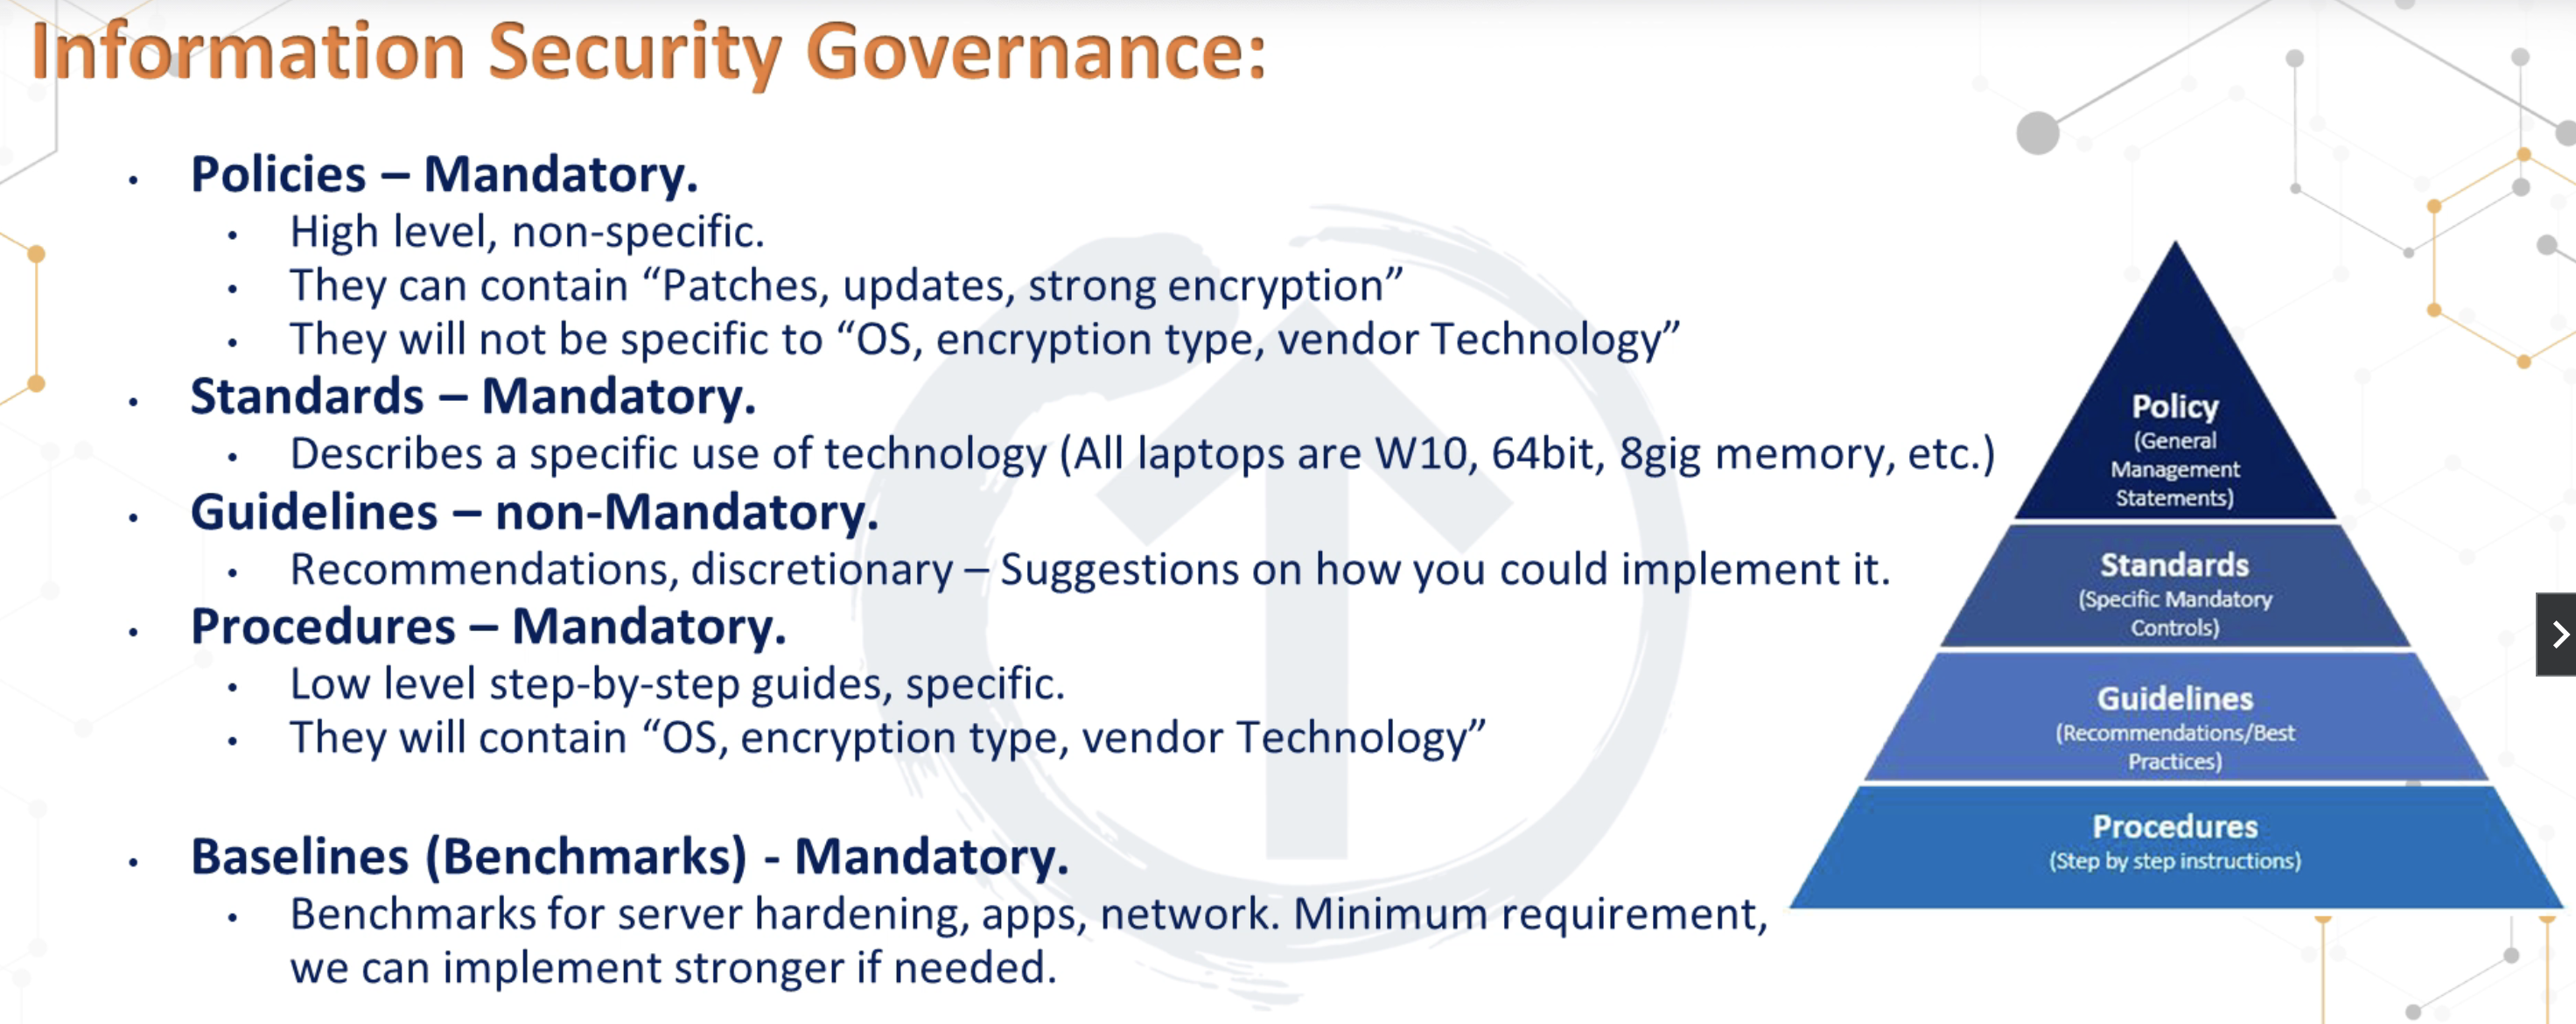 Information Security Governance:
• Policies – Mandatory.
• High level, non-specific.
• They can contain “Patches, updates, strong encryption”
• They will not be specific to “OS, encryption type, vendor Technology”
• Standards – Mandatory.
• Describes a specific use of technology (All laptops are W10, 64bit, 8gig memory, etc.)
• Guidelines – non-Mandatory.
• Recommendations, discretionary – Suggestions on how you could implement it.
• Procedures – Mandatory.
• Low level step-by-step guides, specific.
• They will contain “OS, encryption type, vendor Technology”
• Baselines (Benchmarks) - Mandatory.
• Benchmarks for server hardening, apps, network. Minimum requirement,
we can implement stronger if needed.
Policy
(General
Management
Statements)
Standards
(Specific Mandatory
Controls)
Guidelines
(Recommendations/Best
Practices)
Procedures
(Step by step instructions)